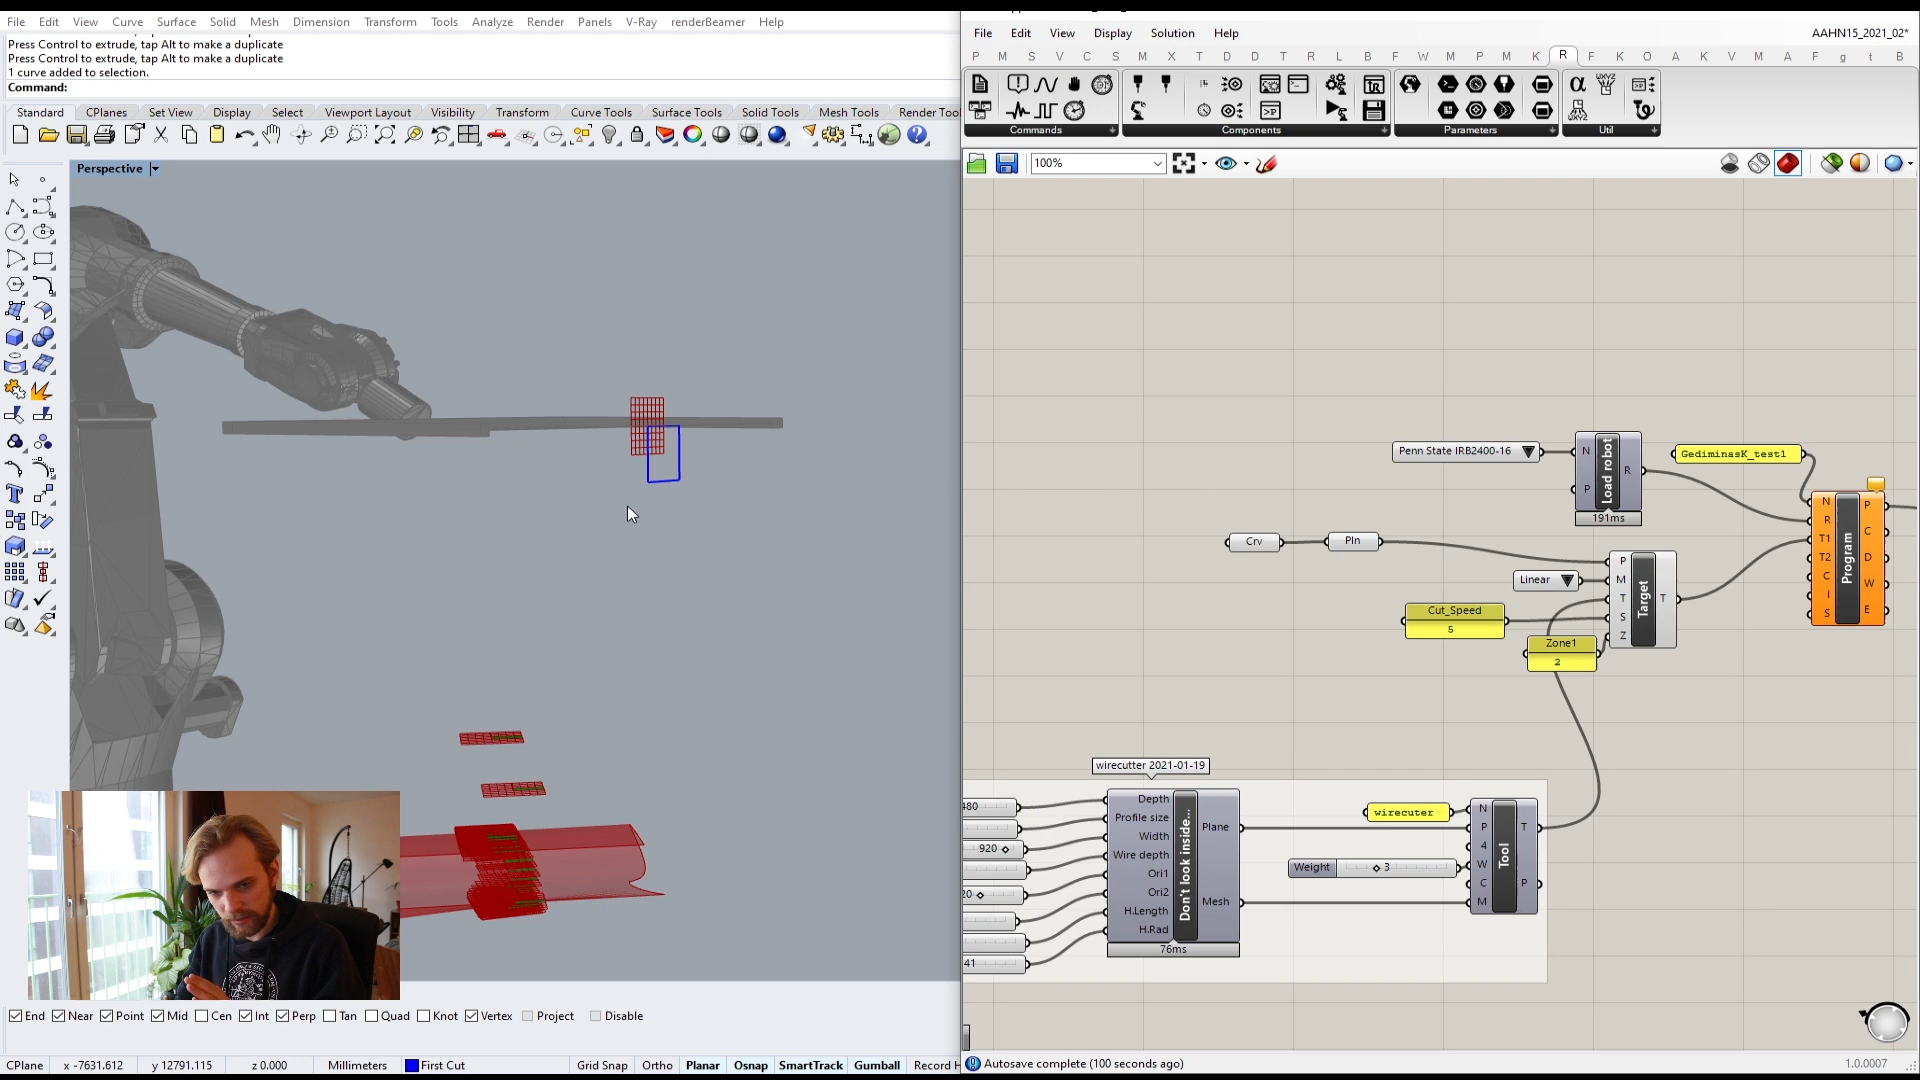 File Edit View Curve Surface Solid Mesh Dimension Transform Tools Analyze Render Panels V-Ray renderBeamer Help
Press Control to extrude, tap Alt to make a duplicate
Press Control to extrude, tap Alt to make a duplicate
1 curve added to selection.
Command:
Standard CPlanes Set View Display Select Viewport Layout Visibility Transform Curve Tools Surface Tools Solid Tools Mesh Tools Render Tool
Perspective
End Near Point Mid Cen Int Perp Tan Quad Knot Vertex Project Disable
CPlane x -7631.612 y 12791.115 z 0.000 Millimeters First Cut Grid Snap Ortho Planar Osnap SmartTrack Gumball Record H
File Edit View Display Solution Help
AAHN15_2021_02*
P M S V C S M X T D D T R L B F W M K R F K O A K V M A F g t B
Commands Components Parameters Util
100%
Penn State IRB2400-16
N
P
Load robot
R
191ms
GediminasK_test1
N
R
T1
T2
C
I
S
Program
P
C
D
W
E
Crv
Pln
Linear
Cut_Speed
5
Zone1
2
P
M
T
S
Z
Target
T
wirecutter 2021-01-19
480
920
20
41
Depth
Profile size
Width
Wire depth
Ori1
Ori2
H.Length
H.Rad
Don't look inside...
Plane
Mesh
76ms
wirecuter
Weight 3
N
P
4
W
C
M
Tool
T
P
Autosave complete (100 seconds ago)
1.0.0007